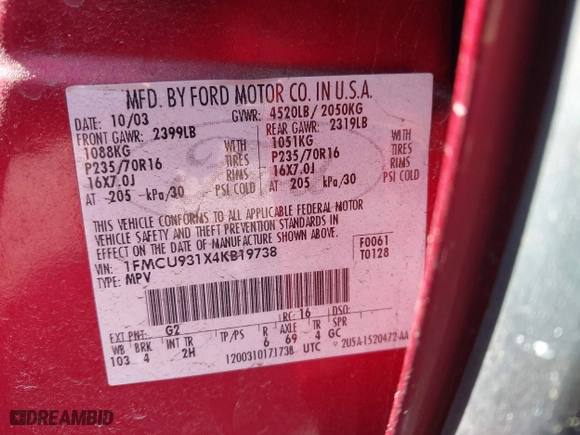 MFD. BY FORD MOTOR CO. IN U.S.A.
DATE: 10/03 GVWR: 4520LB/ 2050KG
FRONT GAWR: 2399LB REAR GAWR: 2319LB
1088KG WITH 1051KG WITH
P235/70R16 TIRES P235/70R16 TIRES
16X7.0J RIMS 16X7.0J RIMS
AT 205 kPa/30 PSI COLD AT 205 kPa/30 PSI COLD
THIS VEHICLE CONFORMS TO ALL APPLICABLE FEDERAL MOTOR
VEHICLE SAFETY AND THEFT PREVENTION STANDARDS IN
EFFECT ON THE DATE OF MANUFACTURE SHOWN ABOVE.
VIN: 1FMCU931X4KB19738 F0061
TYPE: MPV T0128
EXT PNT: G2 RC: 16 DSO:
WB BRK INT TR TP/PS R AXLE TR SPR
103 4 2H 6 69 4 GC
1200310171738 UTC 2U5A-1520472-AA
DREAMBID